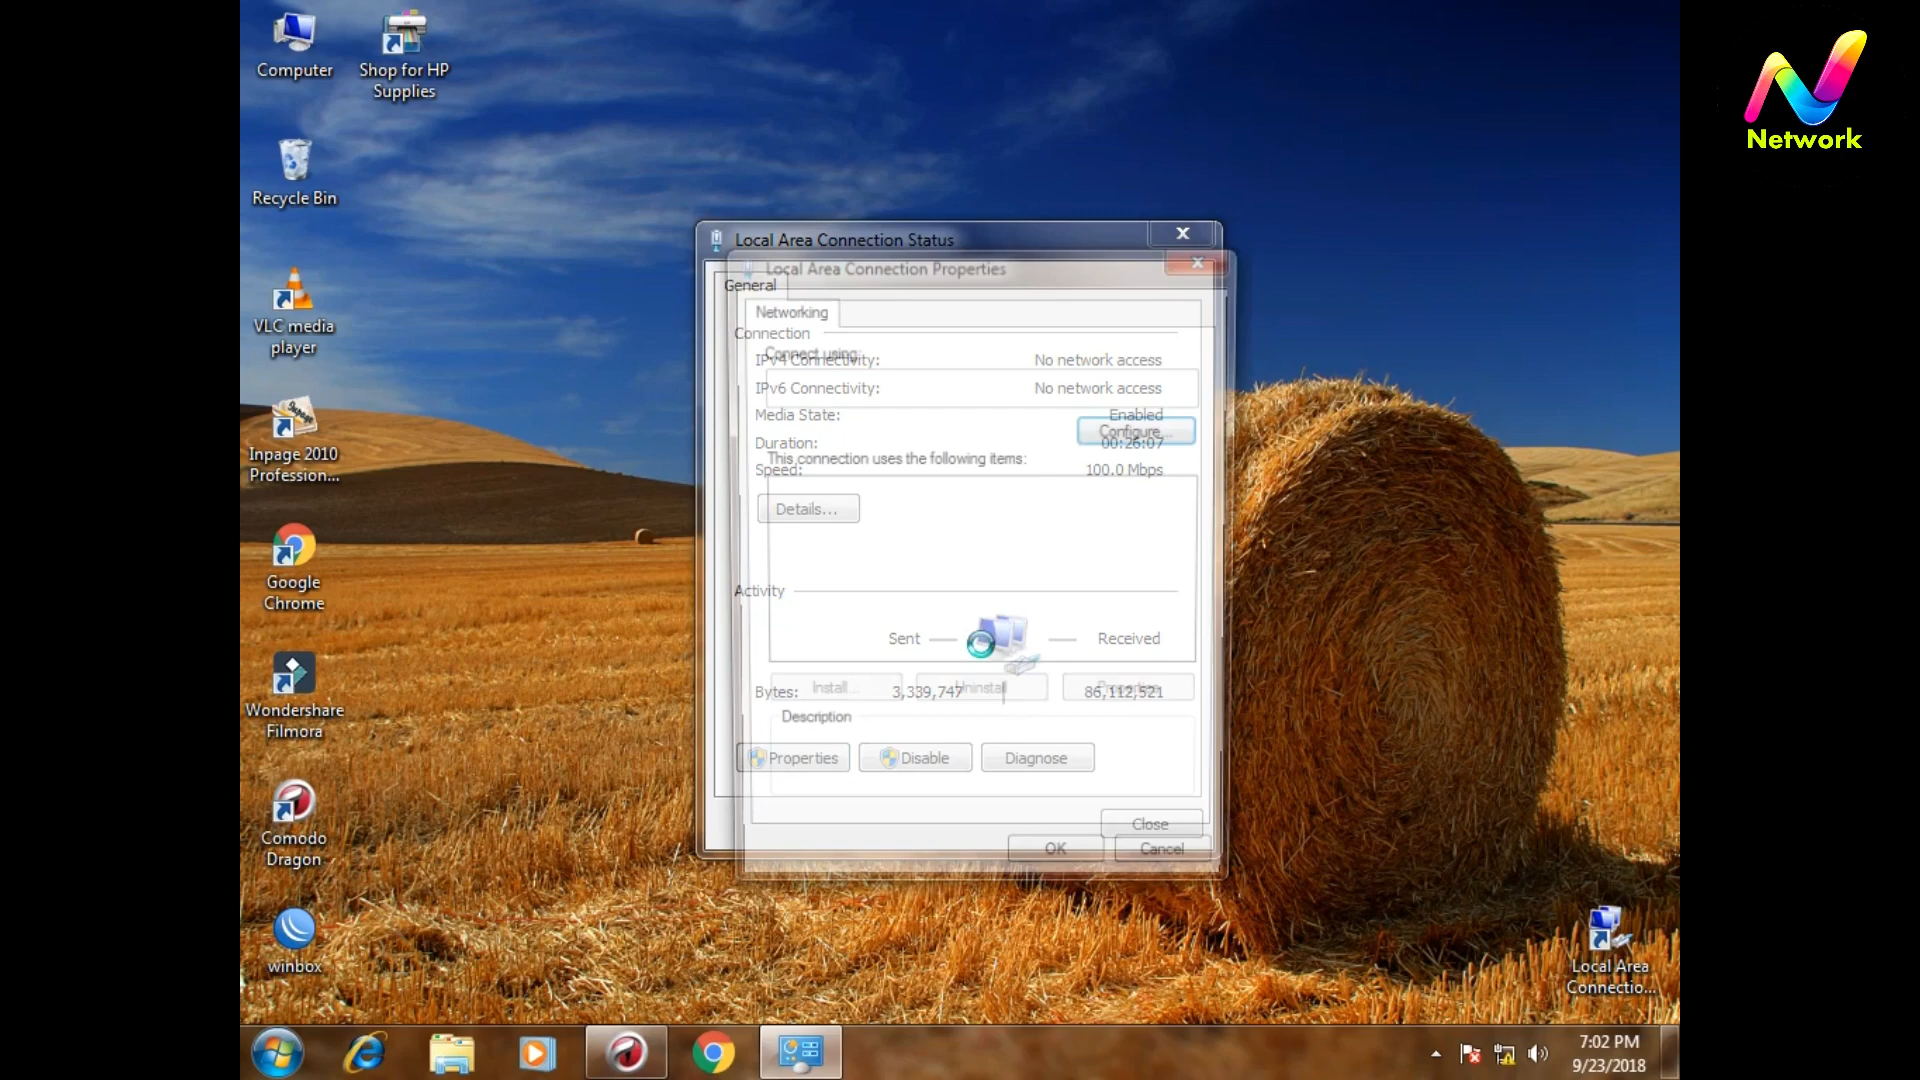 Computer
Shop for HP
Supplies
Recycle Bin
VLC media
player
Inpage 2010
Profession...
Google
Chrome
Wondershare
Filmora
Comodo
Dragon
winbox
Network
Local Area Connection Status
Local Area Connection Properties
General
Networking
Connection
Connect using:
IPv4 Connectivity: No network access
IPv6 Connectivity: No network access
Media State: Enabled
Configure...
Duration: 00:26:07
This connection uses the following items:
Speed: 100.0 Mbps
Details...
Activity
Sent
Received
Install... Uninstall Properties
Bytes: 3,339,747 86,112,521
Description
Properties Disable Diagnose
Close
OK Cancel
Local Area
Connectio...
7:02 PM
9/23/2018